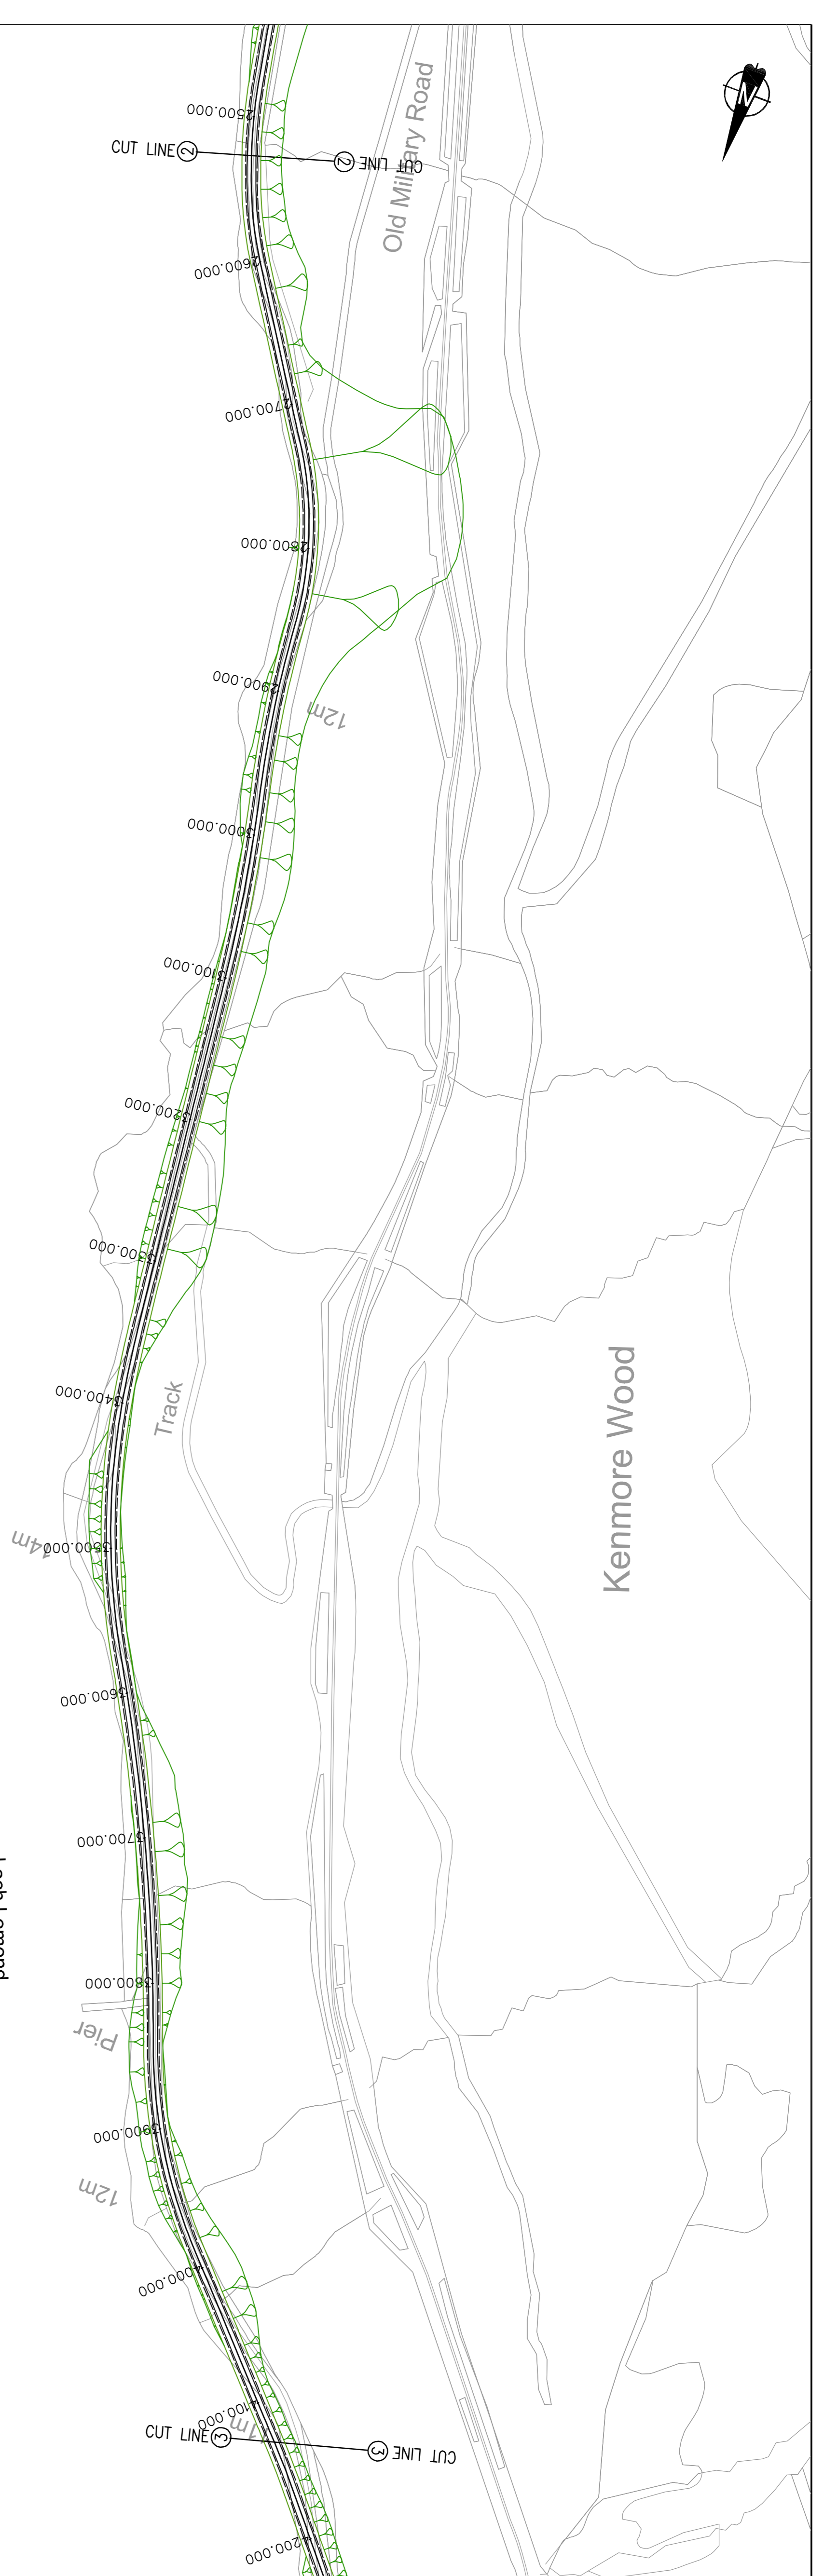 N
Old Military Road
2500.000
CUT LINE 2
2 CUT LINE
2600.000
2700.000
2800.000
2900.000
12m
3000.000
3100.000
3200.000
3300.000
3400.000
Track
Kenmore Wood
14m
3500.000
3600.000
3700.000
Loch Lomond
3800.000
Pier
3900.000
12m
4000.000
4100.000
11m
CUT LINE 3
3 CUT LINE
4200.000